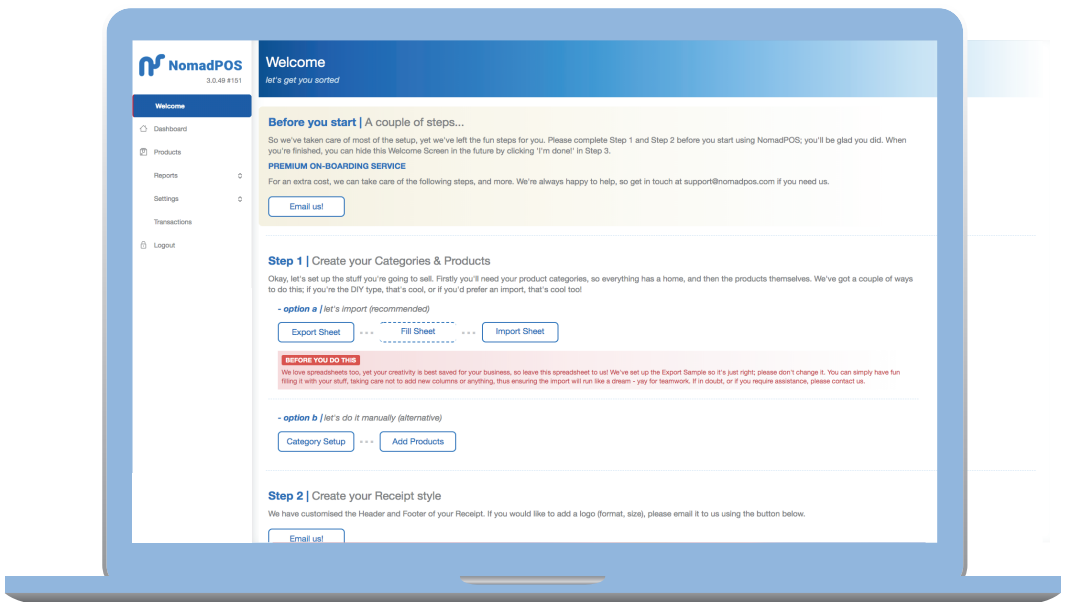 NomadPOS
3.0.49 #151
Welcome
Dashboard
Products
Reports
Settings
Transactions
Logout
Welcome
let's get you sorted
Before you start | A couple of steps...
So we've taken care of most of the setup, yet we've left the fun steps for you. Please complete Step 1 and Step 2 before you start using NomadPOS; you'll be glad you did. When
you're finished, you can hide this Welcome Screen in the future by clicking 'I'm done!' in Step 3.
PREMIUM ON-BOARDING SERVICE
For an extra cost, we can take care of the following steps, and more. We're always happy to help, so get in touch at support@nomadpos.com if you need us.
Email us!
Step 1 | Create your Categories & Products
Okay, let's set up the stuff you're going to sell. Firstly you'll need your product categories, so everything has a home, and then the products themselves. We've got a couple of ways
to do this; if you're the DIY type, that's cool, or if you'd prefer an import, that's cool too!
- option a | let's import (recommended)
Export Sheet Fill Sheet Import Sheet
BEFORE YOU DO THIS
We love spreadsheets too, yet your creativity is best saved for your business, so leave this spreadsheet to us! We've set up the Export Sample so it's just right; please don't change it. You can simply have fun
filling it with your stuff, taking care not to add new columns or anything, thus ensuring the import will run like a dream - yay for teamwork. If in doubt, or if you require assistance, please contact us.
- option b | let's do it manually (alternative)
Category Setup Add Products
Step 2 | Create your Receipt style
We have customised the Header and Footer of your Receipt. If you would like to add a logo (format, size), please email it to us using the button below.
Email us!